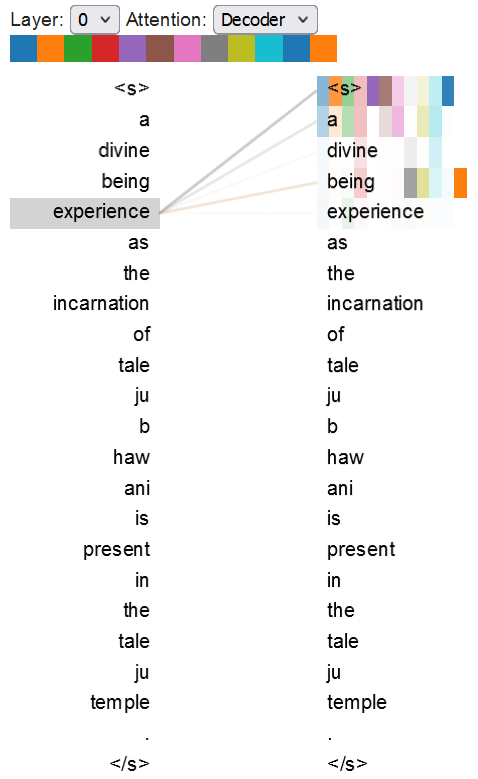 Layer: 0 Attention: Decoder
<s> <s>
a a
divine divine
being being
experience experience
as as
the the
incarnation incarnation
of of
tale tale
ju ju
b b
haw haw
ani ani
is is
present present
in in
the the
tale tale
ju ju
temple temple
. .
</s> </s>